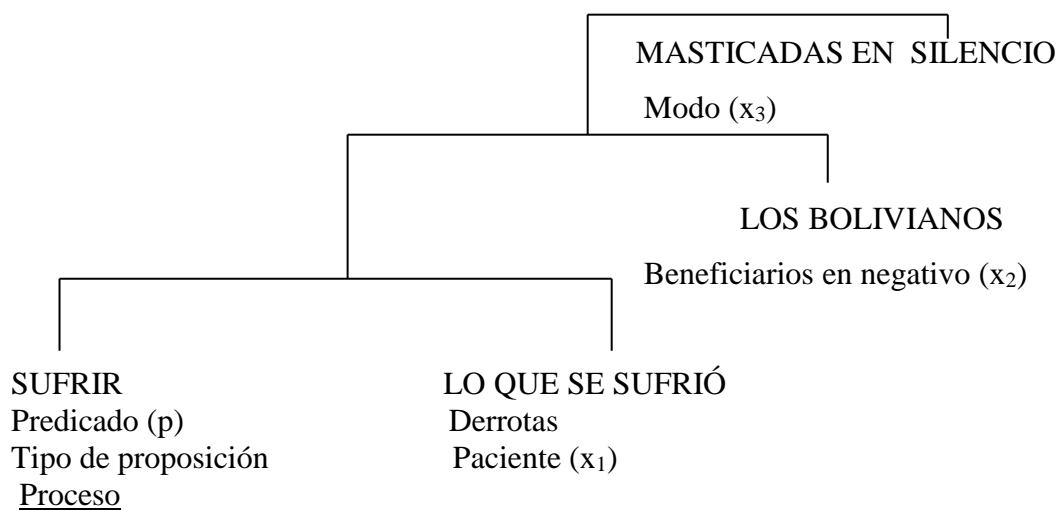 MASTICADAS EN SILENCIO
Modo (x₃)
LOS BOLIVIANOS
Beneficiarios en negativo (x₂)
SUFRIR
Predicado (p)
Tipo de proposición
Proceso
LO QUE SE SUFRIÓ
Derrotas
Paciente (x₁)